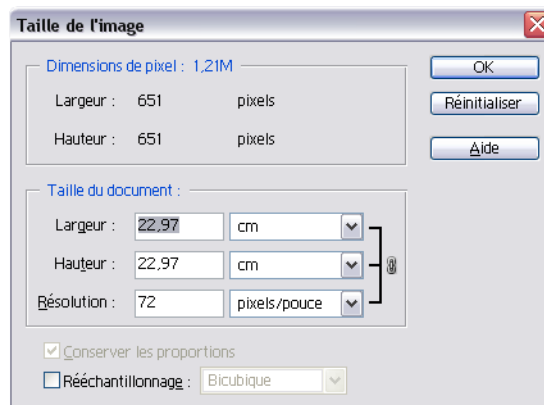 Taille de l'image
Dimensions de pixel : 1,21M
OK
Largeur : 651 pixels
Réinitialiser
Hauteur : 651 pixels
Aide
Taille du document :
Largeur : 22,97 cm
Hauteur : 22,97 cm
Résolution : 72 pixels/pouce
Conserver les proportions
Rééchantillonnage : Bicubique